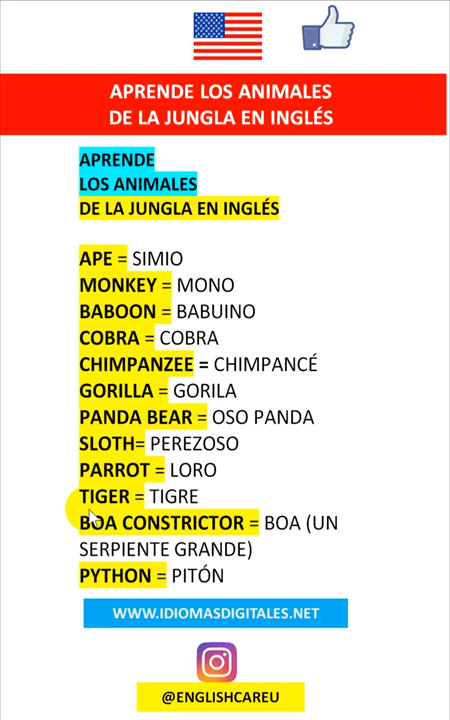 APRENDE LOS ANIMALES
DE LA JUNGLA EN INGLÉS
APRENDE
LOS ANIMALES
DE LA JUNGLA EN INGLÉS
APE = SIMIO
MONKEY = MONO
BABOON = BABUINO
COBRA = COBRA
CHIMPANZEE = CHIMPANCÉ
GORILLA = GORILA
PANDA BEAR = OSO PANDA
SLOTH= PEREZOSO
PARROT = LORO
TIGER = TIGRE
BOA CONSTRICTOR = BOA (UN
SERPIENTE GRANDE)
PYTHON = PITÓN
WWW.IDIOMASDIGITALES.NET
@ENGLISHCAREU